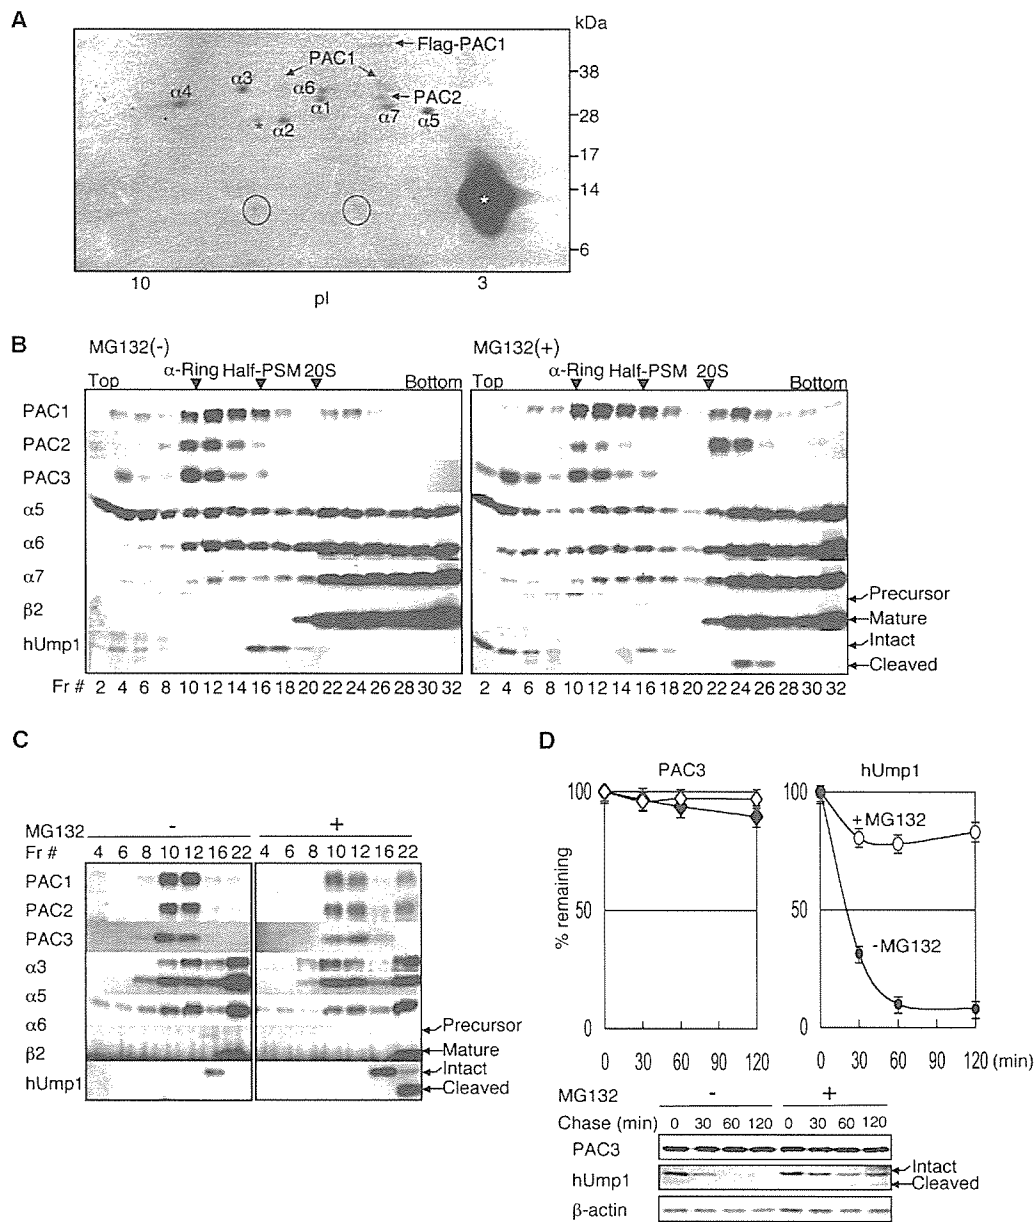 A
kDa
Flag-PAC1
PAC1
38
α4
α3
α6
α1
PAC2
α7
α5
28
*
α2
17
14
6
10
pI
3
B
MG132(-)
MG132(+)
Top
α-Ring Half-PSM 20S
Bottom
Top
α-Ring Half-PSM 20S
Bottom
PAC1
PAC2
PAC3
α5
α6
α7
β2
hUmp1
Precursor
Mature
Intact
Cleaved
Fr # 2 4 6 8 10 12 14 16 18 20 22 24 26 28 30 32
2 4 6 8 10 12 14 16 18 20 22 24 26 28 30 32
C
MG132 - +
Fr # 4 6 8 10 12 16 22 4 6 8 10 12 16 22
PAC1
PAC2
PAC3
α3
α5
α6
β2
hUmp1
Precursor
Mature
Intact
Cleaved
D
PAC3
hUmp1
100
100
+MG132
% remaining
50
50
-MG132
0
0
0 30 60 90 120
0 30 60 90 120 (min)
MG132 - +
Chase (min) 0 30 60 120 0 30 60 120
PAC3
hUmp1
Intact
Cleaved
β-actin